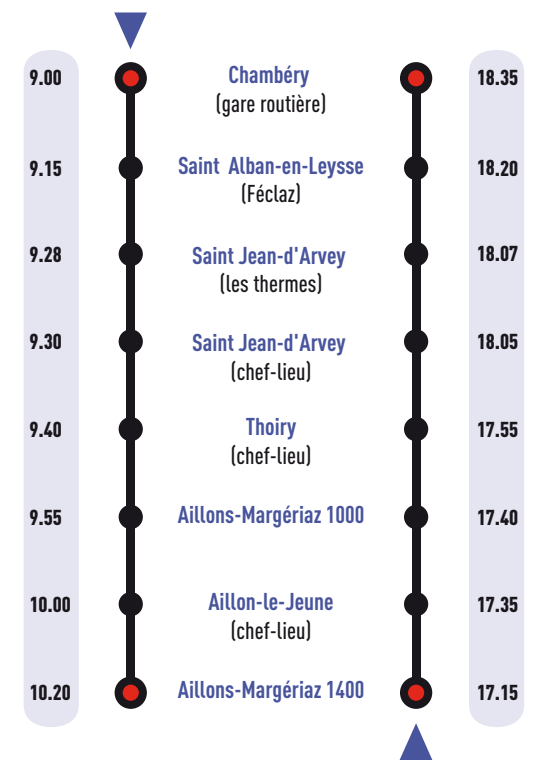 9.00 Chambéry 18.35
(gare routière)
9.15 Saint Alban-en-Leysse 18.20
(Féclaz)
9.28 Saint Jean-d'Arvey 18.07
(les thermes)
9.30 Saint Jean-d'Arvey 18.05
(chef-lieu)
9.40 Thoiry 17.55
(chef-lieu)
9.55 Aillons-Margériaz 1000 17.40
10.00 Aillon-le-Jeune 17.35
(chef-lieu)
10.20 Aillons-Margériaz 1400 17.15